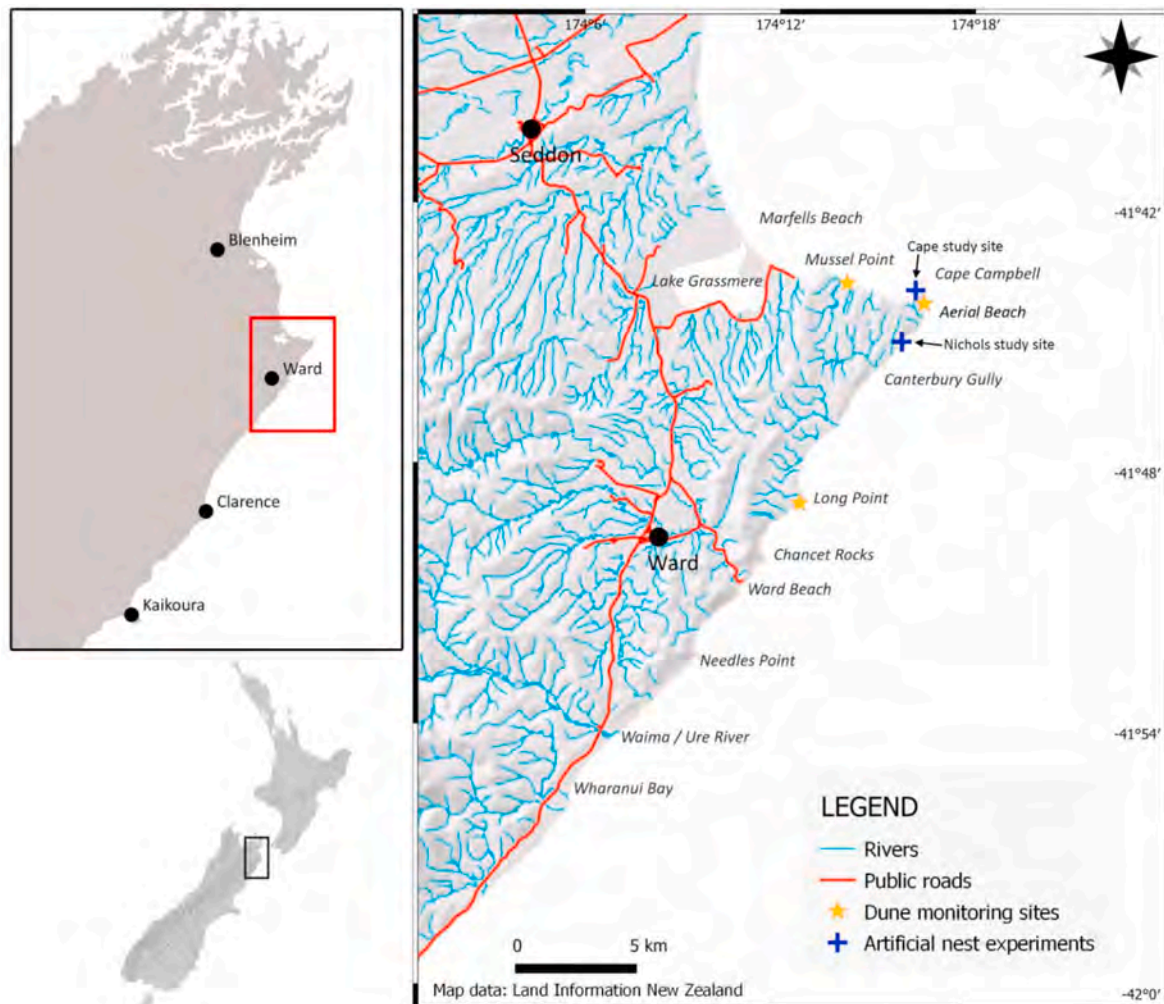 174°6'
174°12'
174°18'
Blenheim
Ward
Clarence
Kaikoura
Seddon
-41°42'
Marfells Beach
Cape study site
Mussel Point
Cape Campbell
Lake Grassmere
Aerial Beach
Nichols study site
Canterbury Gully
-41°48'
Long Point
Ward
Chancet Rocks
Ward Beach
Needles Point
Waima / Ure River
-41°54'
Wharanui Bay
LEGEND
Rivers
Public roads
Dune monitoring sites
Artificial nest experiments
0 5 km
Map data: Land Information New Zealand
-42°0'